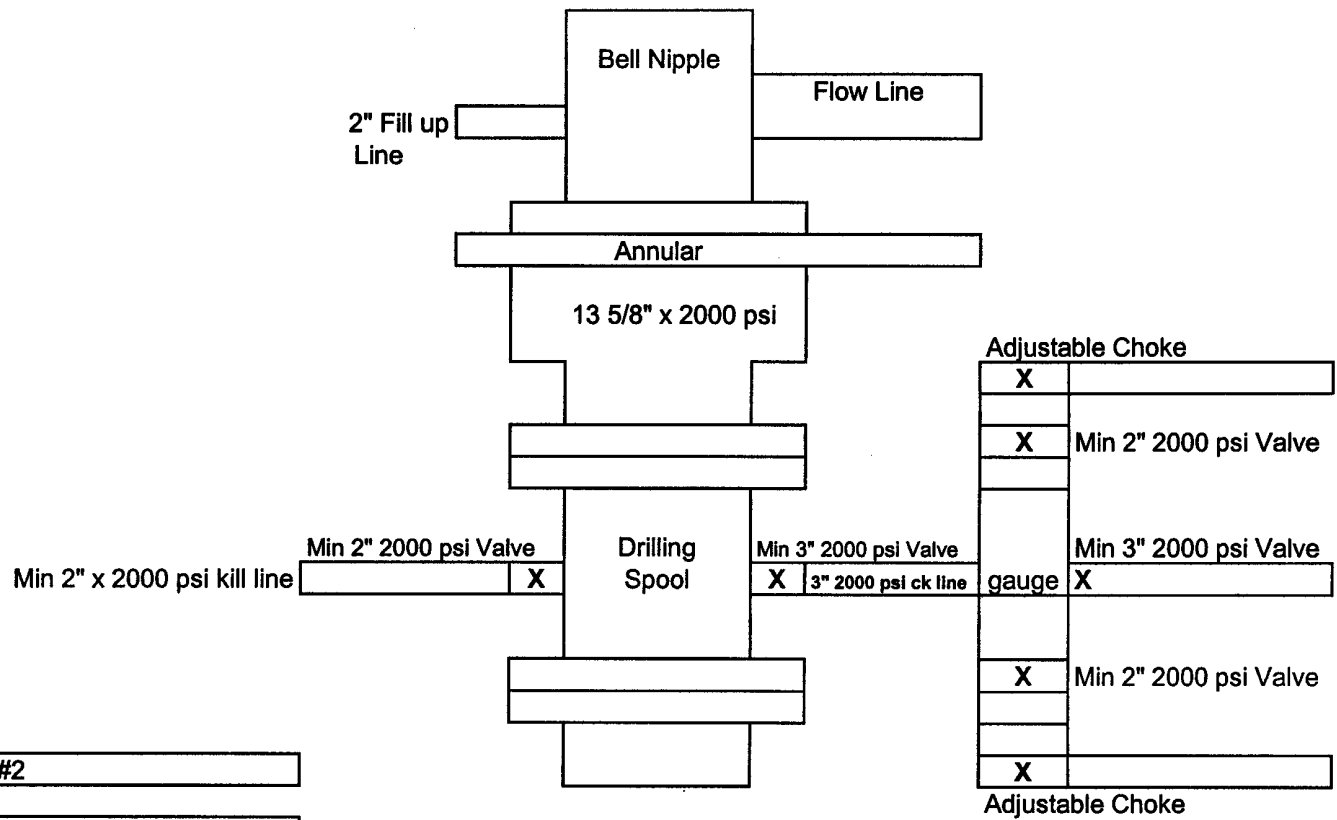 Bell Nipple
Flow Line
2" Fill up
Line
Annular
13 5/8" x 2000 psi
Adjustable Choke
X
X Min 2" 2000 psi Valve
Min 2" 2000 psi Valve
Drilling
Spool
Min 3" 2000 psi Valve
Min 3" 2000 psi Valve
Min 2" x 2000 psi kill line
X
X
3" 2000 psi ck line
gauge
X
X Min 2" 2000 psi Valve
#2
X
Adjustable Choke